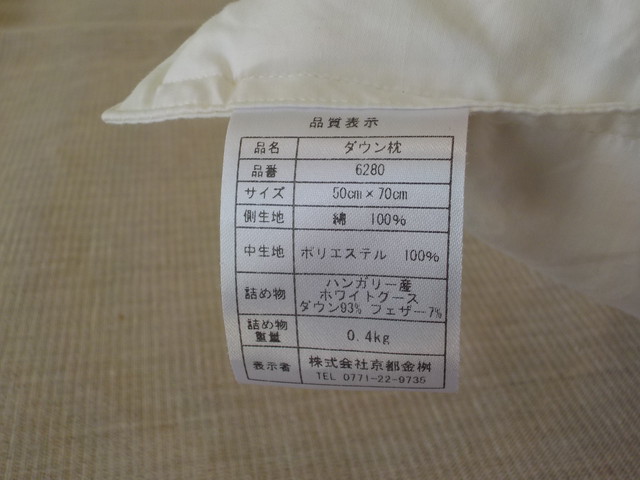 品質表示
品名 ダウン枕
品番 6280
サイズ 50cm×70cm
側生地 綿 100%
中生地 ポリエステル 100%
詰め物 ハンガリー産
ホワイトグース
ダウン93% フェザー7%
詰め物
重量 0.4kg
表示者 株式会社京都金桝
TEL 0771-22-9735